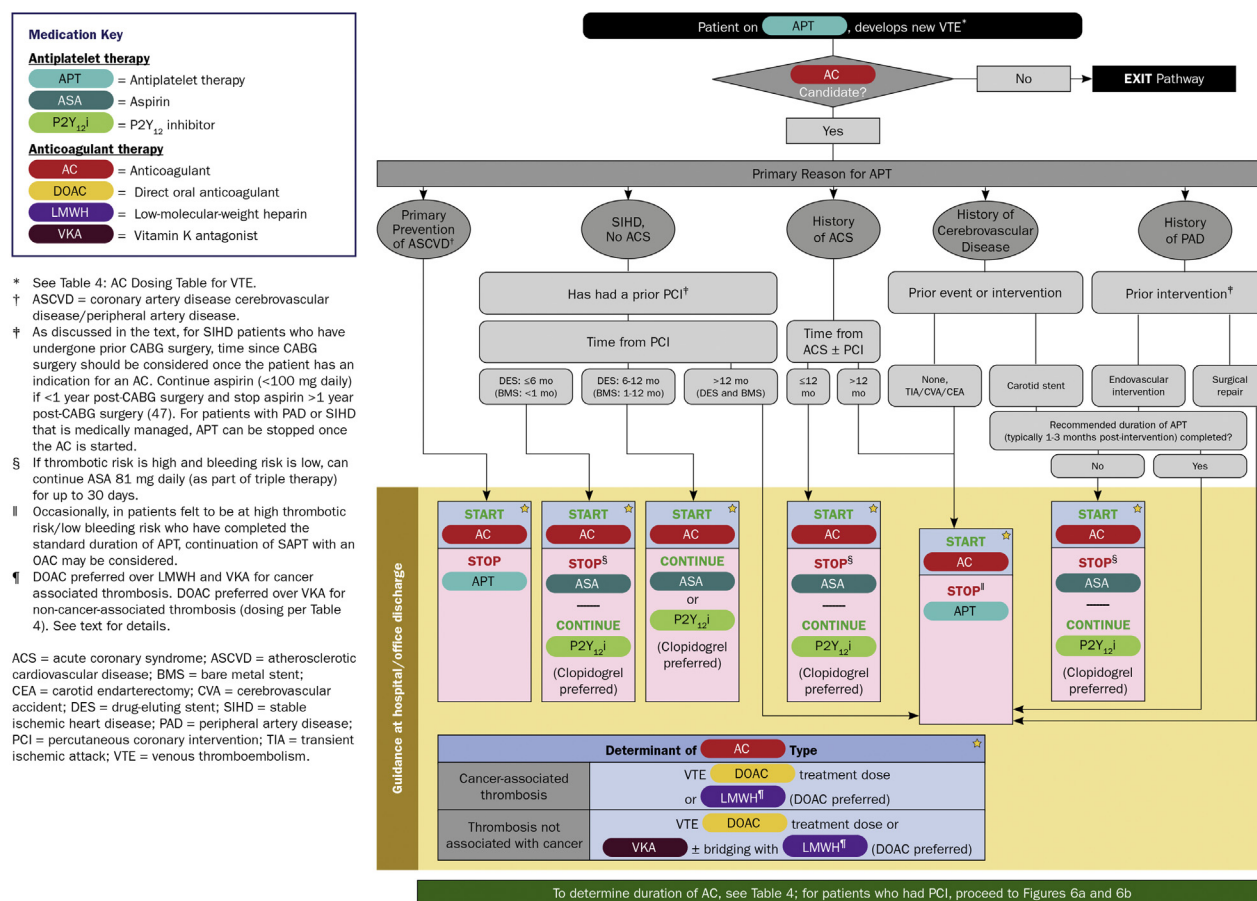 Medication Key
Antiplatelet therapy
APT = Antiplatelet therapy
ASA = Aspirin
P2Y₁₂i = P2Y₁₂ inhibitor
Anticoagulant therapy
AC = Anticoagulant
DOAC = Direct oral anticoagulant
LMWH = Low-molecular-weight heparin
VKA = Vitamin K antagonist
* See Table 4: AC Dosing Table for VTE.
† ASCVD = coronary artery disease cerebrovascular
disease/peripheral artery disease.
ǂ As discussed in the text, for SIHD patients who have
undergone prior CABG surgery, time since CABG
surgery should be considered once the patient has an
indication for an AC. Continue aspirin (<100 mg daily)
if <1 year post-CABG surgery and stop aspirin >1 year
post-CABG surgery (47). For patients with PAD or SIHD
that is medically managed, APT can be stopped once
the AC is started.
§ If thrombotic risk is high and bleeding risk is low, can
continue ASA 81 mg daily (as part of triple therapy)
for up to 30 days.
‖ Occasionally, in patients felt to be at high thrombotic
risk/low bleeding risk who have completed the
standard duration of APT, continuation of SAPT with an
OAC may be considered.
¶ DOAC preferred over LMWH and VKA for cancer
associated thrombosis. DOAC preferred over VKA for
non-cancer-associated thrombosis (dosing per Table
4). See text for details.
ACS = acute coronary syndrome; ASCVD = atherosclerotic
cardiovascular disease; BMS = bare metal stent;
CEA = carotid endarterectomy; CVA = cerebrovascular
accident; DES = drug-eluting stent; SIHD = stable
ischemic heart disease; PAD = peripheral artery disease;
PCI = percutaneous coronary intervention; TIA = transient
ischemic attack; VTE = venous thromboembolism.
Patient on APT, develops new VTE*
AC
Candidate?
No
EXIT Pathway
Yes
Primary Reason for APT
Primary
Prevention
of ASCVD†
SIHD,
No ACS
History
of ACS
History of
Cerebrovascular
Disease
History
of PAD
Has had a prior PCI‡
Prior event or intervention
Prior interventionǂ
Time from PCI
Time from
ACS ± PCI
DES: ≤6 mo
(BMS: <1 mo)
DES: 6-12 mo
(BMS: 1-12 mo)
>12 mo
(DES and BMS)
≤12
mo
>12
mo
None,
TIA/CVA/CEA
Carotid stent
Endovascular
intervention
Surgical
repair
Recommended duration of APT
(typically 1-3 months post-intervention) completed?
No
Yes
Guidance at hospital/office discharge
START
AC
STOP
APT
START
AC
STOP§
ASA
CONTINUE
P2Y₁₂i
(Clopidogrel
preferred)
START
AC
CONTINUE
ASA
or
P2Y₁₂i
(Clopidogrel
preferred)
START
AC
STOP§
ASA
CONTINUE
P2Y₁₂i
(Clopidogrel
preferred)
START
AC
STOP‖
APT
START
AC
STOP§
ASA
CONTINUE
P2Y₁₂i
(Clopidogrel
preferred)
Determinant of AC Type
Cancer-associated
thrombosis
VTE DOAC treatment dose
or LMWH¶ (DOAC preferred)
Thrombosis not
associated with cancer
VTE DOAC treatment dose or
VKA ± bridging with LMWH¶ (DOAC preferred)
To determine duration of AC, see Table 4; for patients who had PCI, proceed to Figures 6a and 6b